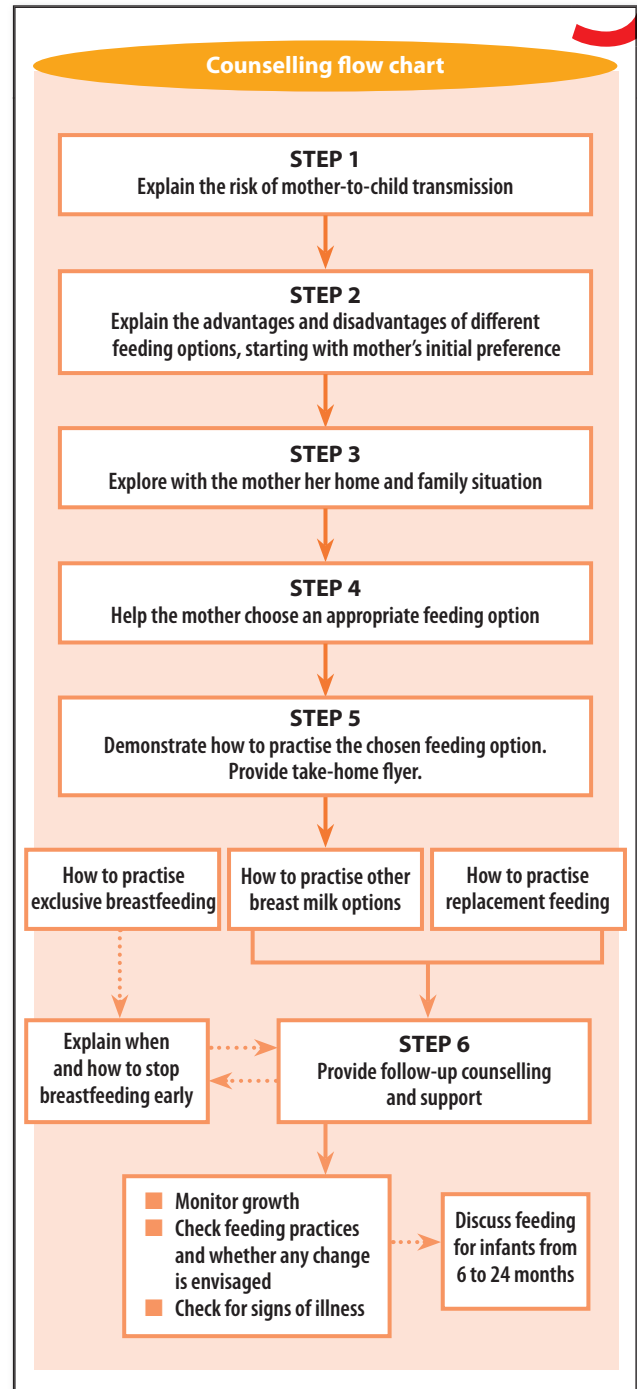 Counselling flow chart
STEP 1
Explain the risk of mother-to-child transmission
STEP 2
Explain the advantages and disadvantages of different
feeding options, starting with mother’s initial preference
STEP 3
Explore with the mother her home and family situation
STEP 4
Help the mother choose an appropriate feeding option
STEP 5
Demonstrate how to practise the chosen feeding option.
Provide take-home flyer.
How to practise
exclusive breastfeeding
How to practise other
breast milk options
How to practise
replacement feeding
Explain when
and how to stop
breastfeeding early
STEP 6
Provide follow-up counselling
and support
Monitor growth
Check feeding practices
and whether any change
is envisaged
Check for signs of illness
Discuss feeding
for infants from
6 to 24 months